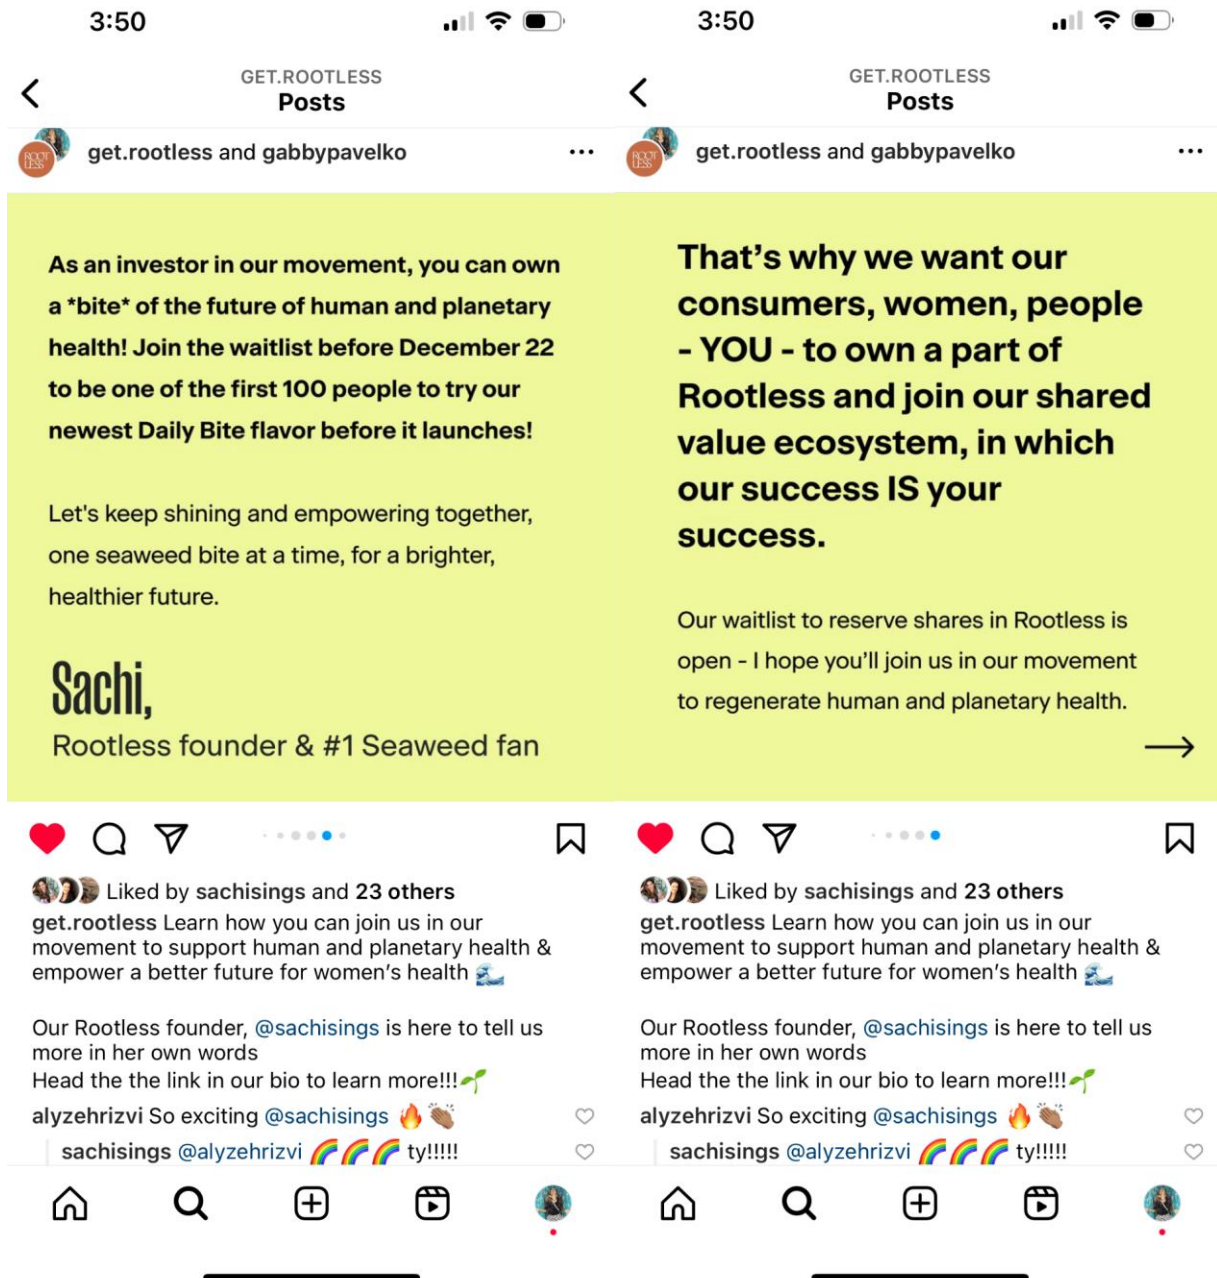 3:50
GET.ROOTLESS
Posts
ROOT
LESS
get.rootless and gabbypavelko
As an investor in our movement, you can own
a *bite* of the future of human and planetary
health! Join the waitlist before December 22
to be one of the first 100 people to try our
newest Daily Bite flavor before it launches!
Let's keep shining and empowering together,
one seaweed bite at a time, for a brighter,
healthier future.
Sachi,
Rootless founder & #1 Seaweed fan
Liked by sachisings and 23 others
get.rootless Learn how you can join us in our
movement to support human and planetary health &
empower a better future for women's health 🌊
Our Rootless founder, @sachisings is here to tell us
more in her own words
Head the the link in our bio to learn more!!!🌱
alyzehrizvi So exciting @sachisings 🔥 👏🏽
sachisings @alyzehrizvi 🌈🌈🌈 ty!!!!!
3:50
GET.ROOTLESS
Posts
ROOT
LESS
get.rootless and gabbypavelko
That's why we want our
consumers, women, people
- YOU - to own a part of
Rootless and join our shared
value ecosystem, in which
our success IS your
success.
Our waitlist to reserve shares in Rootless is
open - I hope you'll join us in our movement
to regenerate human and planetary health.
Liked by sachisings and 23 others
get.rootless Learn how you can join us in our
movement to support human and planetary health &
empower a better future for women's health 🌊
Our Rootless founder, @sachisings is here to tell us
more in her own words
Head the the link in our bio to learn more!!!🌱
alyzehrizvi So exciting @sachisings 🔥 👏🏽
sachisings @alyzehrizvi 🌈🌈🌈 ty!!!!!